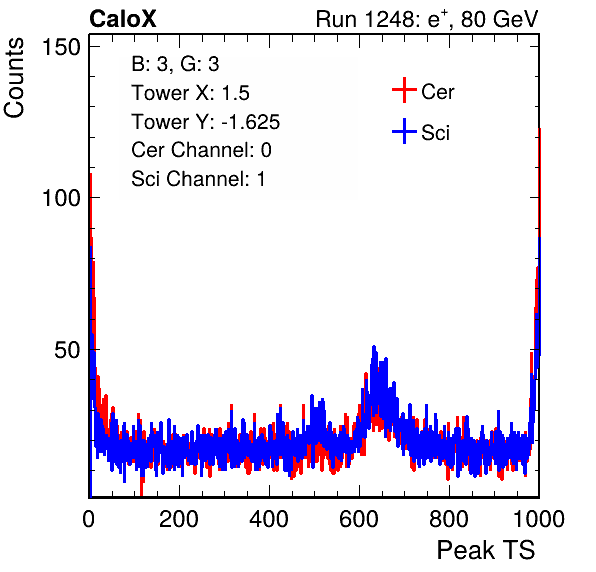 CaloX Run 1248: e+, 80 GeV
Counts
150
100
50
B: 3, G: 3
Tower X: 1.5
Tower Y: -1.625
Cer Channel: 0
Sci Channel: 1
Cer
Sci
0 200 400 600 800 1000
Peak TS